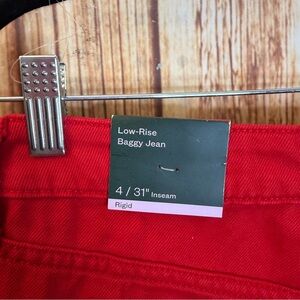 Low-Rise
Baggy Jean
4 / 31" Inseam
Rigid